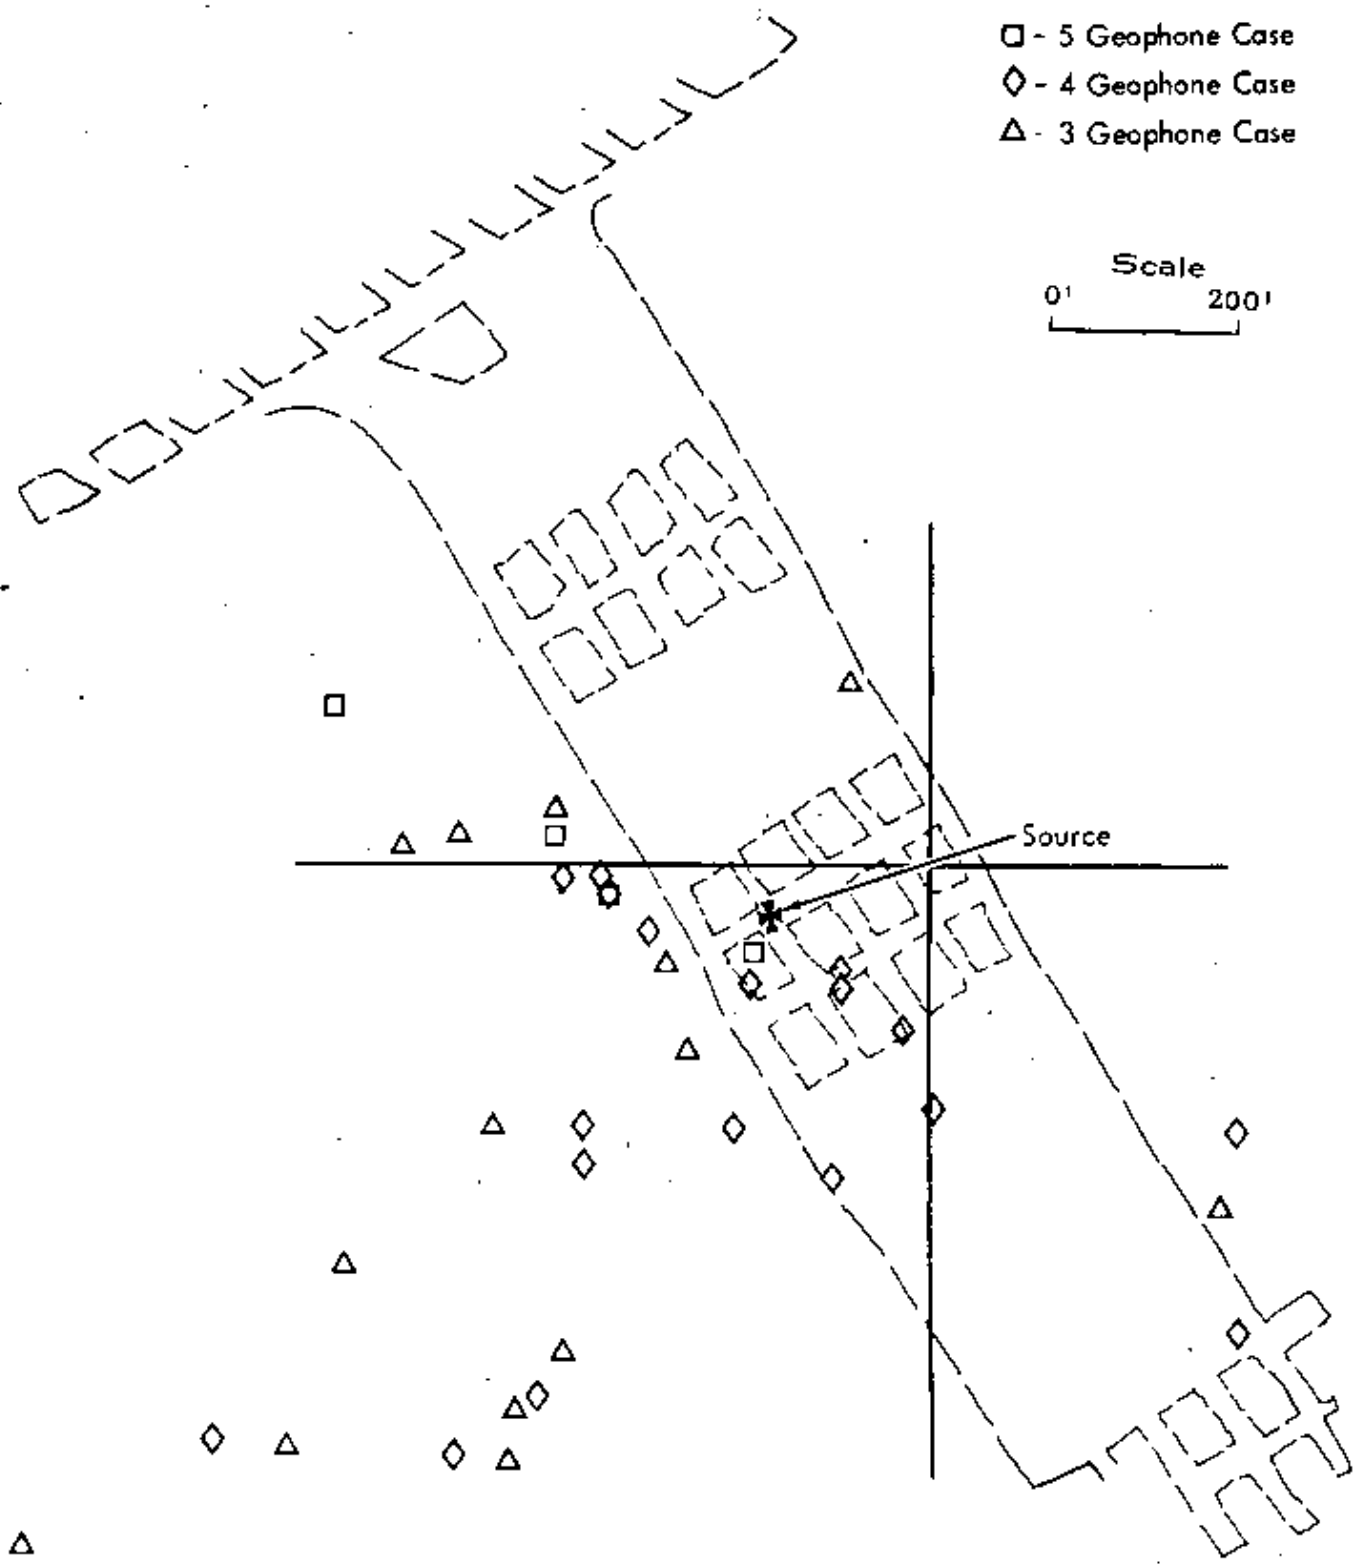 □ - 5 Geophone Case
◇ - 4 Geophone Case
△ - 3 Geophone Case
Scale
0' 200'
Source